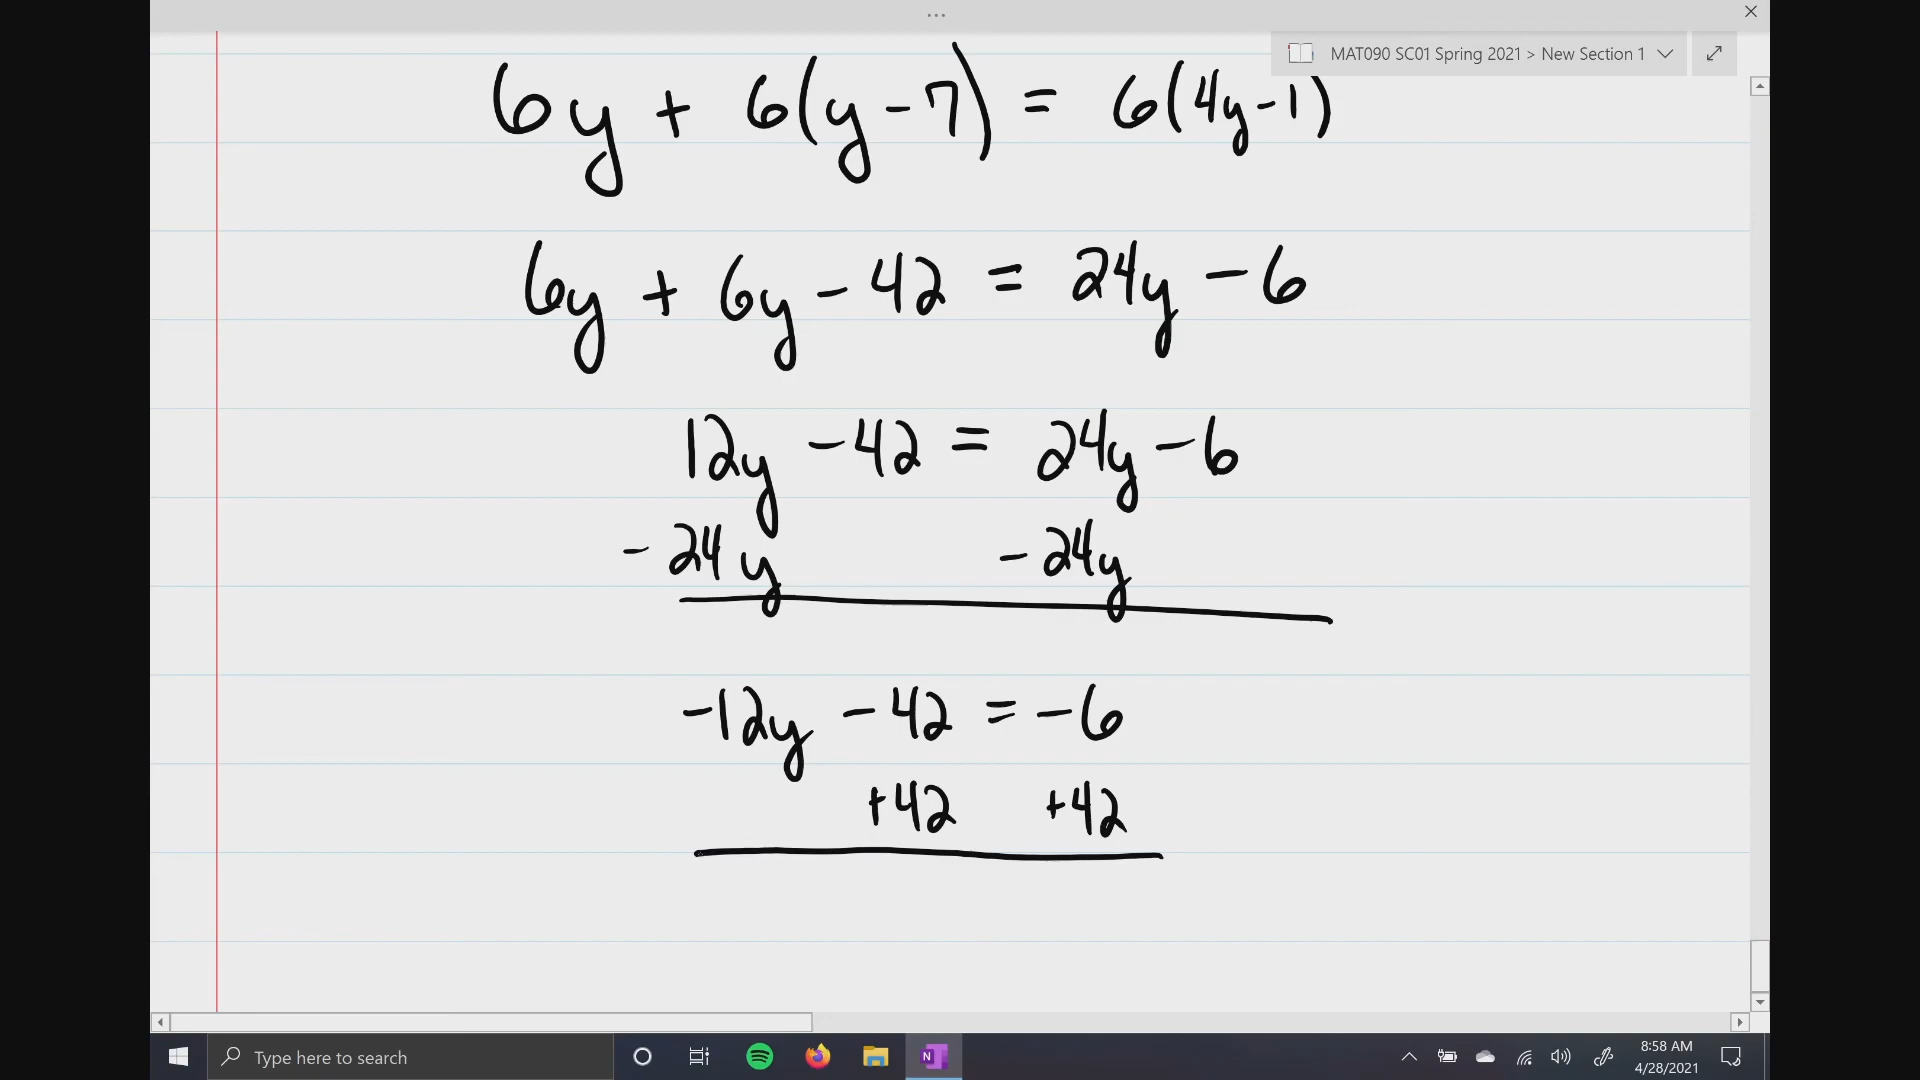 ...
MAT090 SC01 Spring 2021 > New Section 1
6y + 6(y - 7) = 6(4y - 1)
6y + 6y - 42 = 24y - 6
12y - 42 = 24y - 6
- 24y - 24y
-12y - 42 = -6
+42 +42
Type here to search
N
8:58 AM
4/28/2021